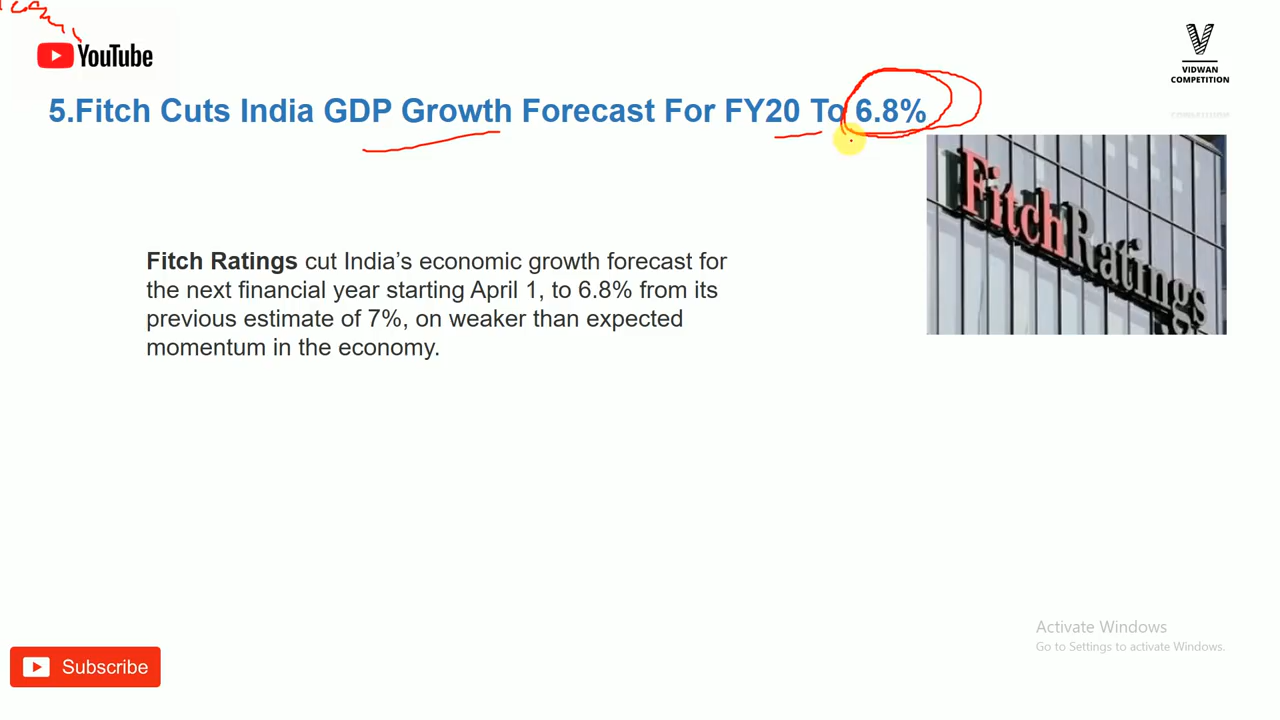 YouTube
VIDWAN
COMPETITION
5.Fitch Cuts India GDP Growth Forecast For FY20 To 6.8%
FitchRatings
Fitch Ratings cut India’s economic growth forecast for
the next financial year starting April 1, to 6.8% from its
previous estimate of 7%, on weaker than expected
momentum in the economy.
Activate Windows
Go to Settings to activate Windows.
Subscribe